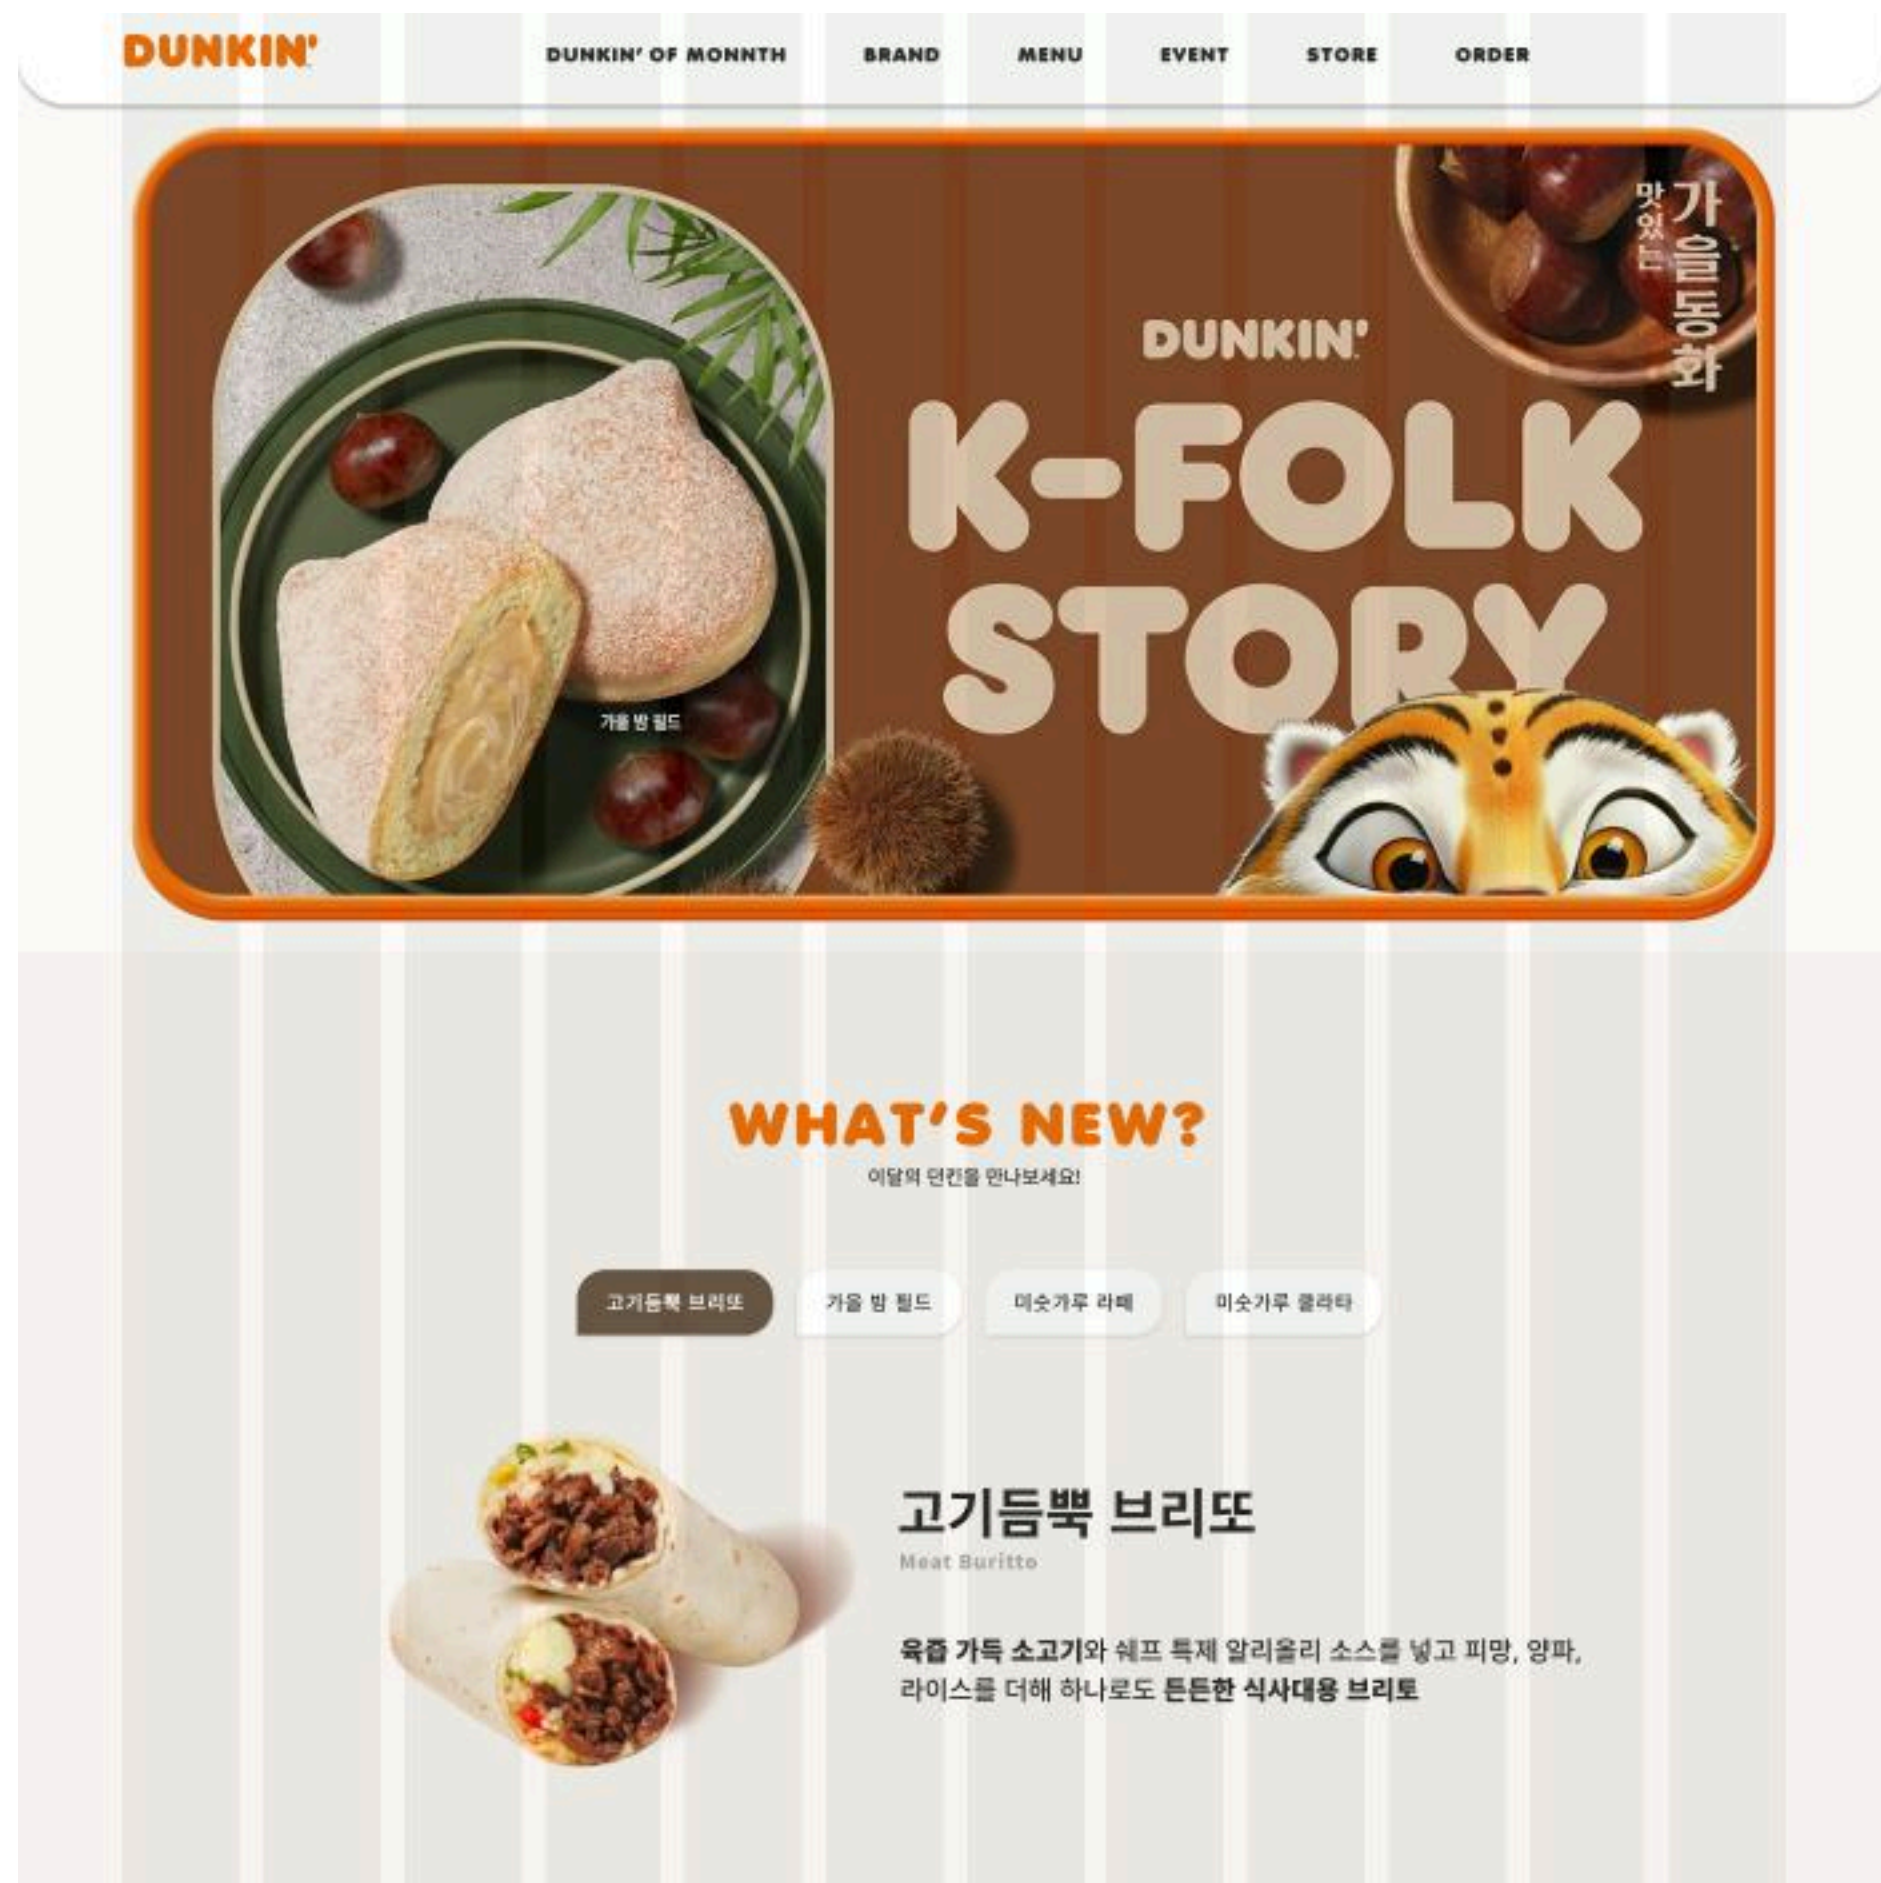 DUNKIN'
DUNKIN' OF MONNTH BRAND MENU EVENT STORE ORDER
맛있는
가을동화
DUNKIN'
K-FOLK
STORY
가을 밤 필드
WHAT'S NEW?
이달의 던킨을 만나보세요!
고기듬뿍 브리또 가을 밤 필드 미숫가루 라떼 미숫가루 쿨라타
고기듬뿍 브리또
Meat Buritto
육즙 가득 소고기와 쉐프 특제 알리올리 소스를 넣고 피망, 양파,
라이스를 더해 하나로도 든든한 식사대용 브리토